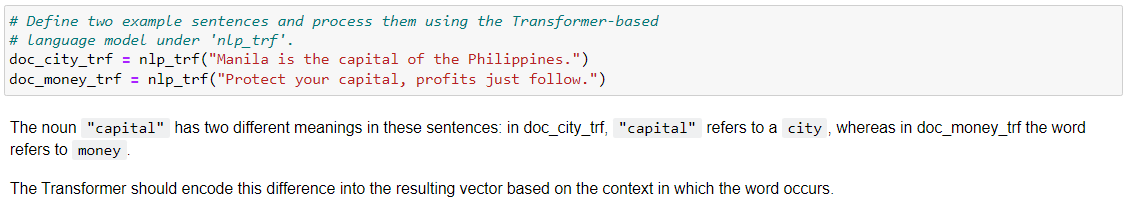 # Define two example sentences and process them using the Transformer-based
# language model under 'nlp_trf'.
doc_city_trf = nlp_trf("Manila is the capital of the Philippines.")
doc_money_trf = nlp_trf("Protect your capital, profits just follow.")
The noun "capital" has two different meanings in these sentences: in doc_city_trf, "capital" refers to a city , whereas in doc_money_trf the word
refers to money .
The Transformer should encode this difference into the resulting vector based on the context in which the word occurs.